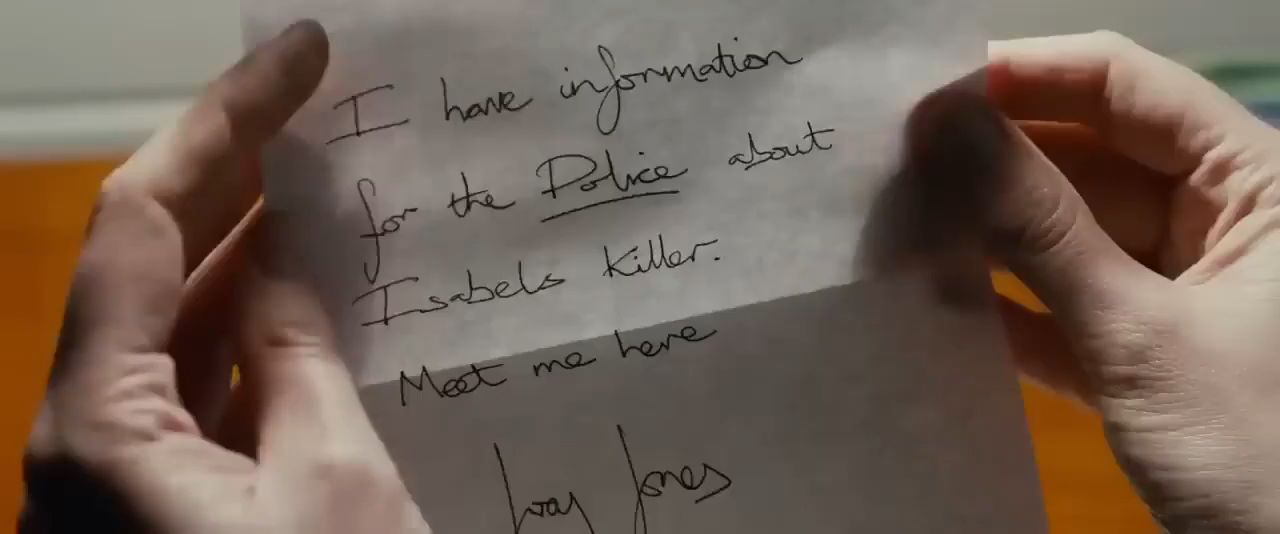 I have information
for the Police about
Isabels Killer.
Meet me here
Jones